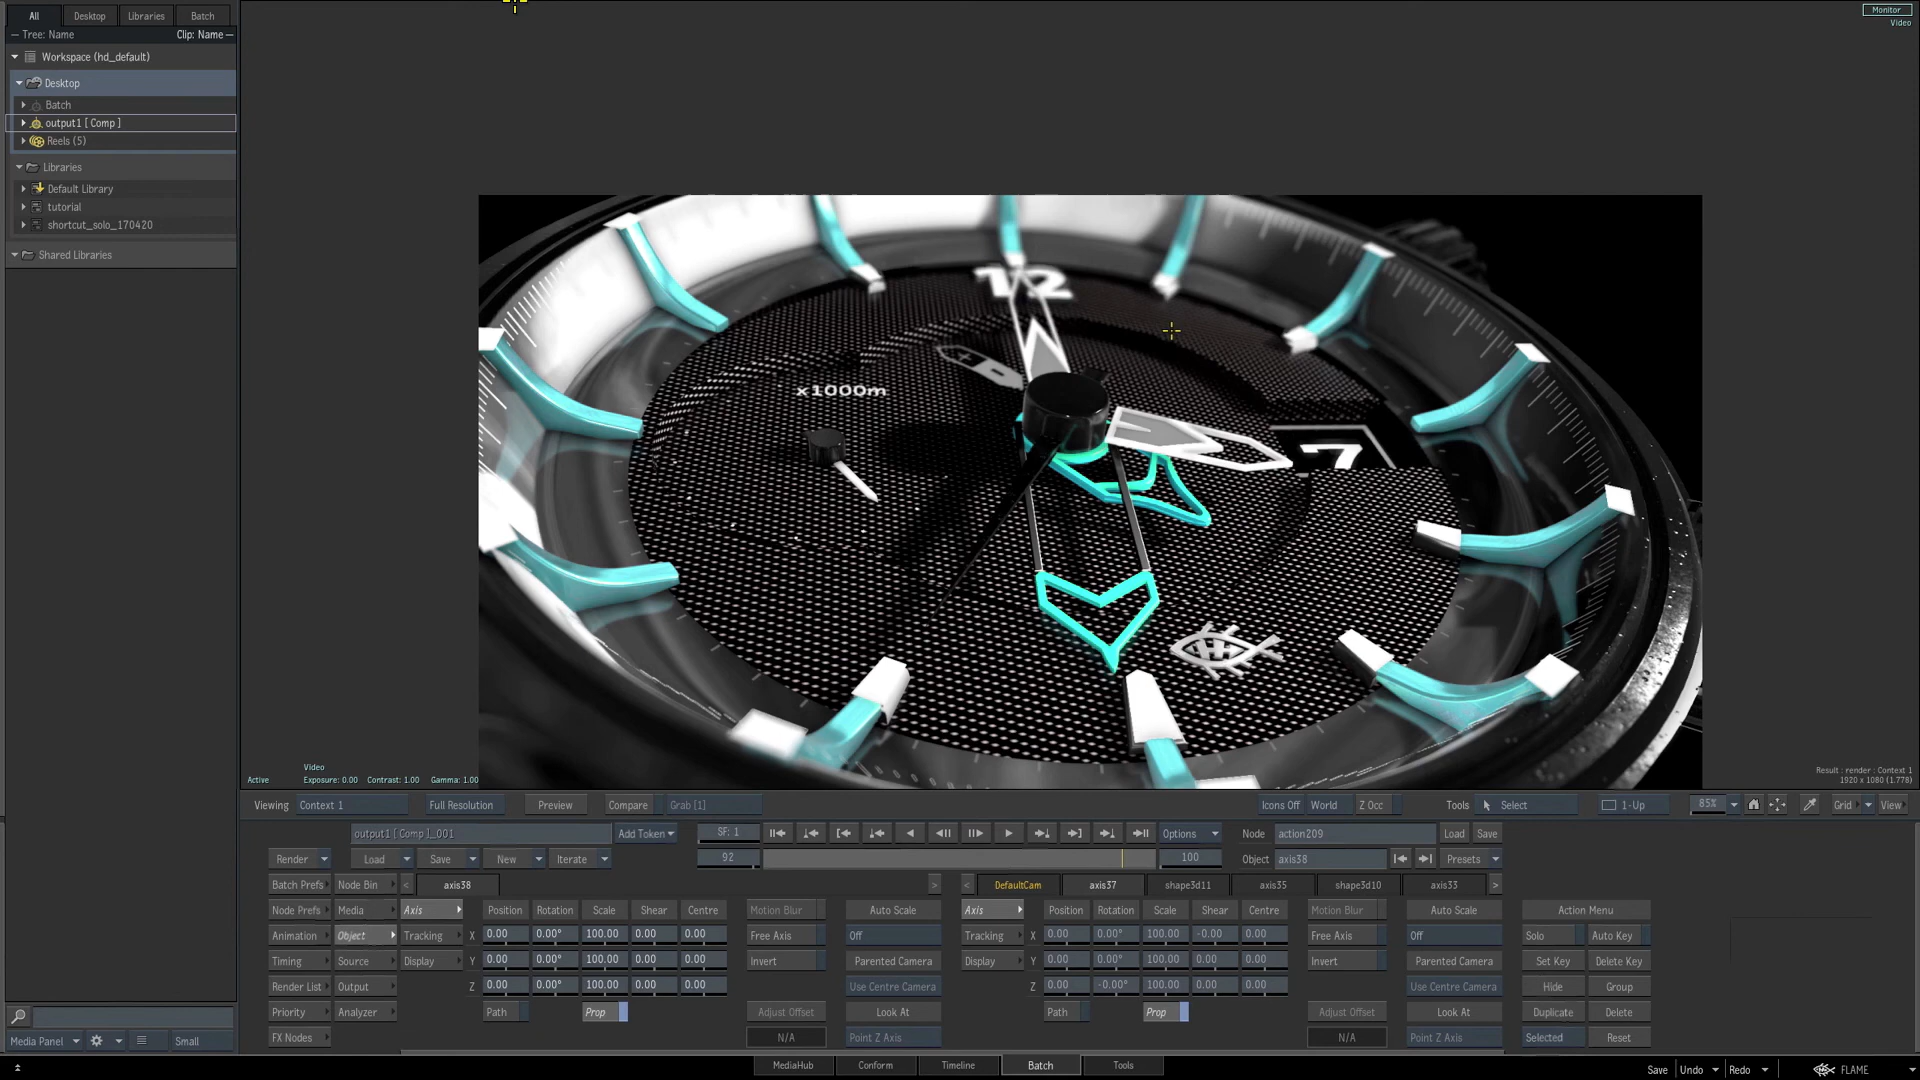 All Desktop Libraries Batch
Tree: Name Clip: Name
Workspace (hd_default)
Desktop
Batch
output1 [ Comp ]
Reels (5)
Libraries
Default Library
tutorial
shortcut_solo_170420
Shared Libraries
Monitor
Video
12
x1000m
7
Video
Active Exposure: 0.00 Contrast: 1.00 Gamma: 1.00
Result : render : Context 1
1920 x 1080 (1.778)
Viewing Context 1 Full Resolution Preview Compare Grab [1] Icons Off World Z Occ Tools Select 1-Up 85% Grid View
output1 [ Comp ]_001 Add Token SF: 1 Options Node action209 Load Save
Render Load Save New Iterate 92 100 Object axis38 Presets
Batch Prefs Node Bin < axis38 > < DefaultCam axis37 shape3d11 axis35 shape3d10 axis33 >
Node Prefs Media Axis Position Rotation Scale Shear Centre Motion Blur Auto Scale Axis Position Rotation Scale Shear Centre Motion Blur Auto Scale Action Menu
Animation Object Tracking X 0.00 0.00° 100.00 0.00 0.00 Free Axis Off Tracking X 0.00 0.00° 100.00 -0.00 0.00 Free Axis Off Solo Auto Key
Timing Source Display Y 0.00 0.00° 100.00 0.00 0.00 Invert Parented Camera Display Y 0.00 0.00° 100.00 0.00 0.00 Invert Parented Camera Set Key Delete Key
Render List Output Z 0.00 0.00° 100.00 0.00 0.00 Use Centre Camera Z 0.00 -0.00° 100.00 0.00 0.00 Use Centre Camera Hide Group
Priority Analyzer Path Prop Adjust Offset Look At Path Prop Adjust Offset Look At Duplicate Delete
FX Nodes N/A Point Z Axis N/A Point Z Axis Selected Reset
Media Panel Small
MediaHub Conform Timeline Batch Tools
Save Undo Redo FLAME